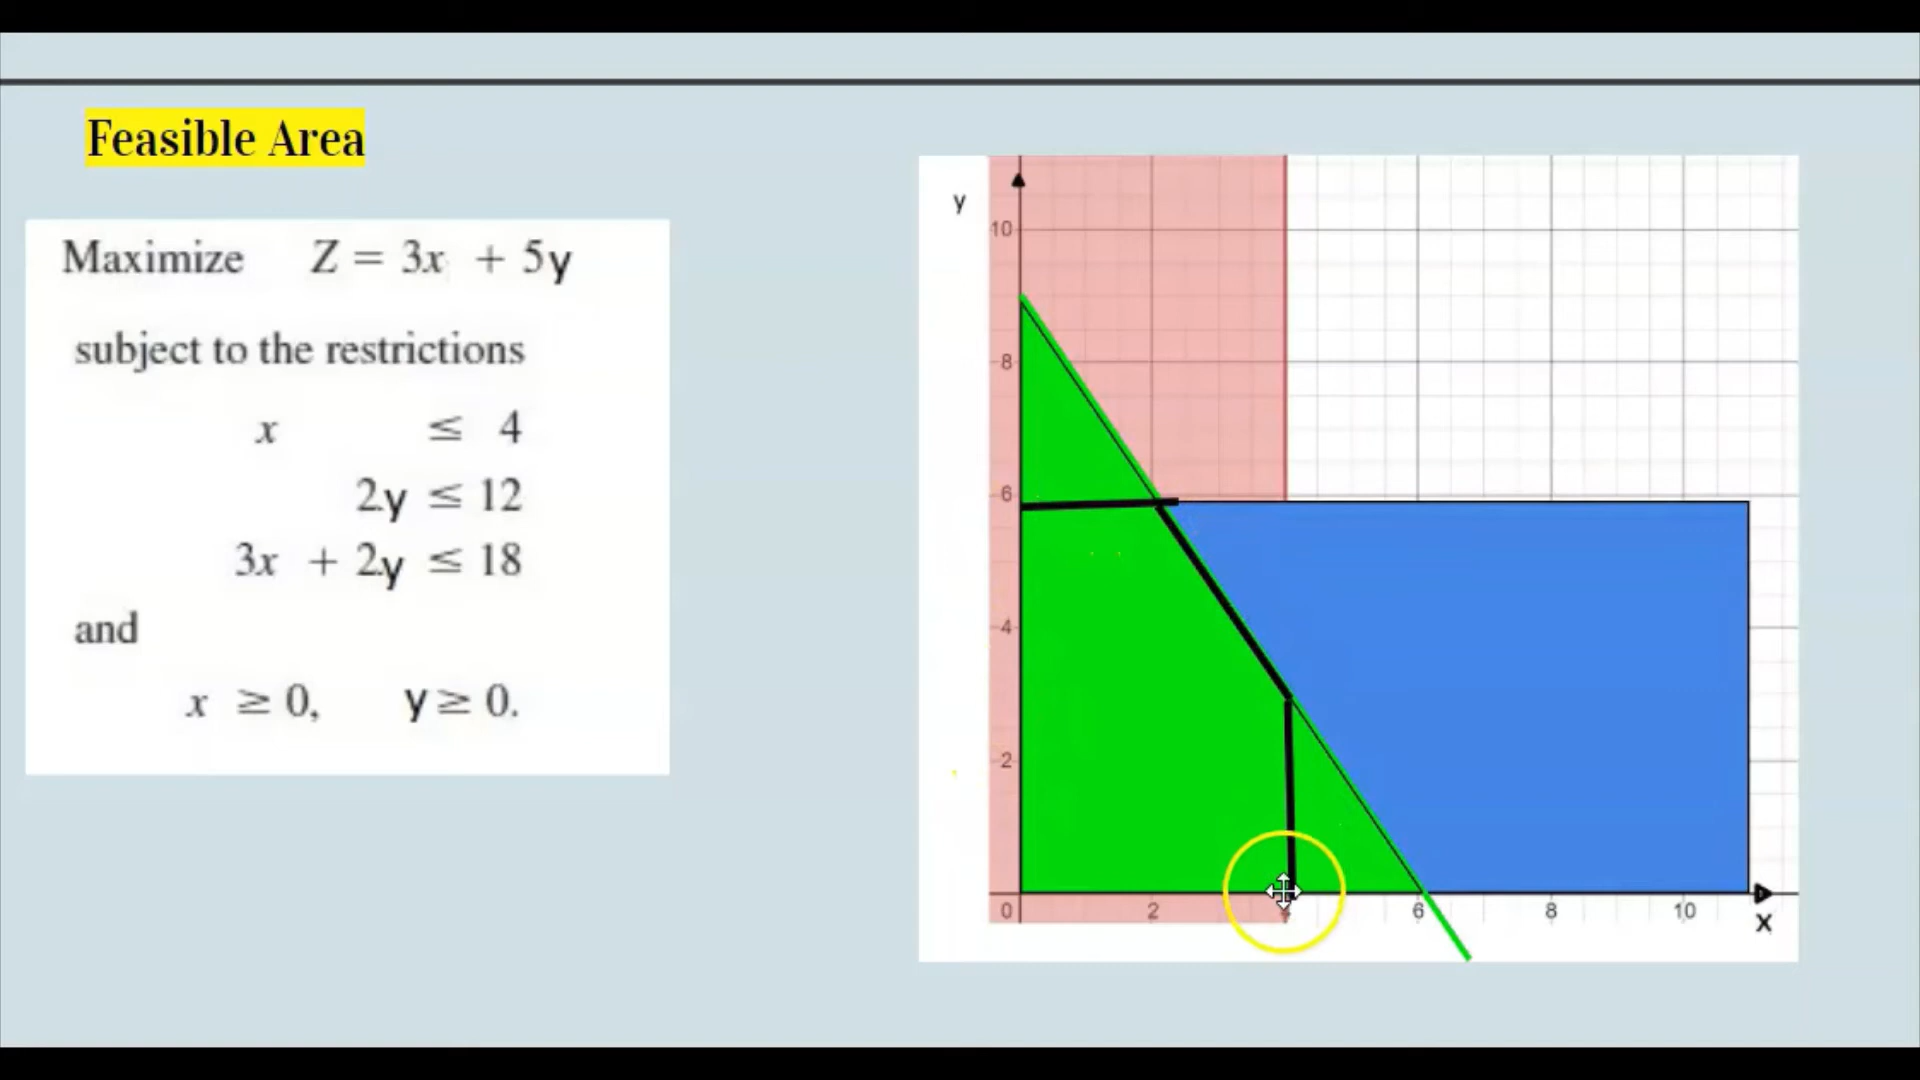 Feasible Area
Maximize Z = 3x + 5y
subject to the restrictions
x ≤ 4
2y ≤ 12
3x + 2y ≤ 18
and
x ≥ 0, y ≥ 0.
y
10
8
6
4
2
0 2 4 6 8 10
x